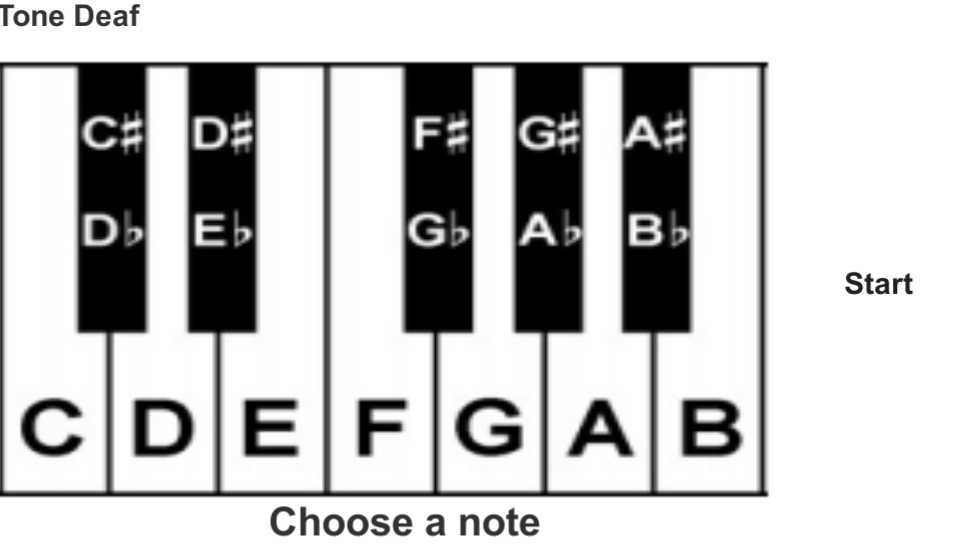 Tone Deaf
C♯ D♯ F♯ G♯ A♯
D♭ E♭ G♭ A♭ B♭
Start
C D E F G A B
Choose a note